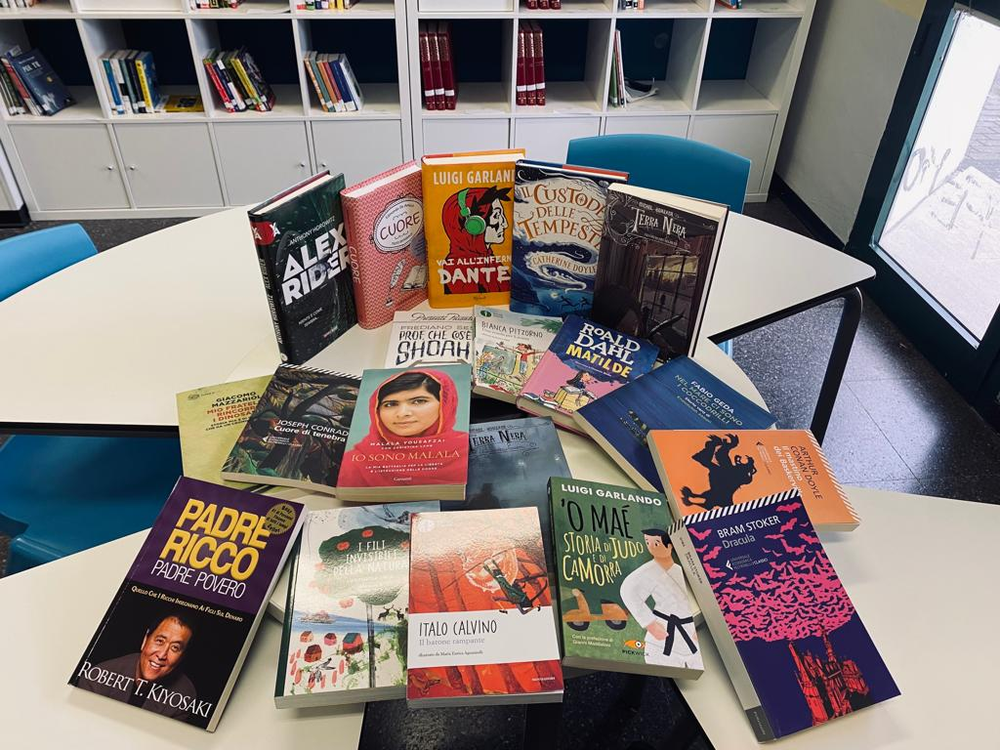 ANTHONY HOROWITZ
ALEX
RIDER
CUORE
LUIGI GARLANDO
VAI ALL'INFERNO
DANTE
IL CUSTODE
DELLE
TEMPESTE
CATHERINE DOYLE
TERRA NERA
FREDIANO SE
PROF CHE COS'È
SHOAH
BIANCA PITZORNO
ROALD
DAHL
MATILDE
FABIO GEDA
NEL MARE CI SONO
I COCCODRILLI
GIACOMO
MAZZARIOL
MIO FRATELLO
RINCORRE
I DINOSAURI
JOSEPH CONRAD
Cuore di tenebra
MALALA YOUSAFZAI
CON CHRISTINA LAMB
IO SONO MALALA
LA MIA BATTAGLIA PER LA LIBERTÀ
E L'ISTRUZIONE DELLE DONNE
Garzanti
TERRA NERA
ARTHUR
CONAN DOYLE
Il mastino
dei Baskerville
PADRE
RICCO
PADRE POVERO
QUELLO CHE I RICCHI INSEGNANO AI FIGLI SUL DENARO
ROBERT T. KIYOSAKI
I FILI
INVISIBILI
DELLA NATURA
ITALO CALVINO
Il barone rampante
LUIGI GARLANDO
'O MAÉ
STORIA DI JUDO
E DI
CAMORRA
Con la prefazione di
Gianni Maddaloni
PICKWICK
BRAM STOKER
Dracula
UNIVERSALE
ECONOMICA
FELTRINELLI CLASSICI